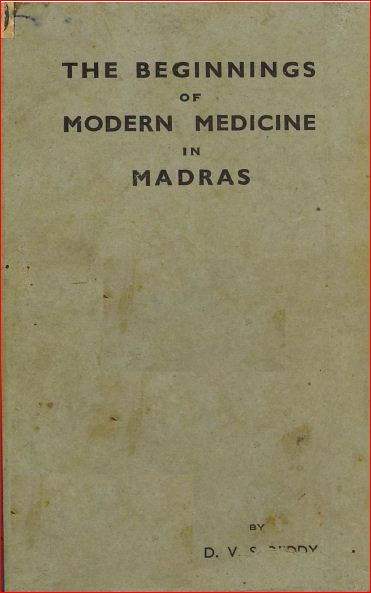 THE BEGINNINGS
OF
MODERN MEDICINE
IN
MADRAS
BY
D. V. S.